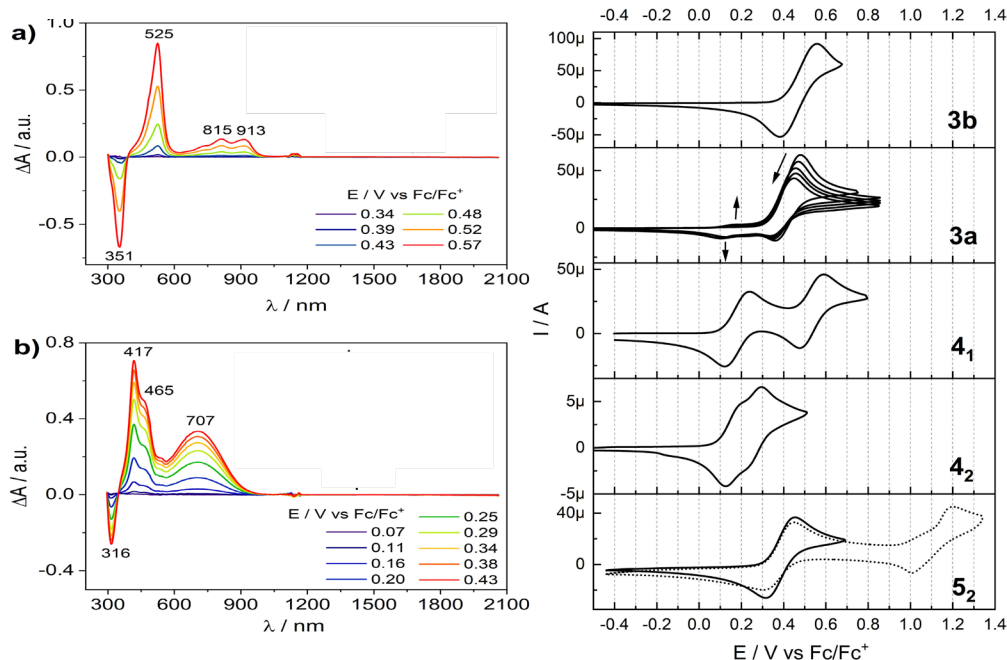 a)
1.0
0.5
0.0
-0.5
ΔA / a.u.
525
815 913
351
E / V vs Fc/Fc⁺
0.34 0.48
0.39 0.52
0.43 0.57
300 600 900 1200 1500 1800 2100
λ / nm
b)
0.8
0.4
0.0
-0.4
ΔA / a.u.
417
465
707
316
E / V vs Fc/Fc⁺
0.07 0.25
0.11 0.29
0.16 0.34
0.20 0.38
0.43
300 600 900 1200 1500 1800 2100
λ / nm
-0.4 -0.2 0.0 0.2 0.4 0.6 0.8 1.0 1.2 1.4
100µ
50µ
0
-50µ
3b
50µ
0
3a
50µ
0
4₁
I / A
5µ
0
-5µ
4₂
40µ
0
5₂
-0.4 -0.2 0.0 0.2 0.4 0.6 0.8 1.0 1.2 1.4
E / V vs Fc/Fc⁺